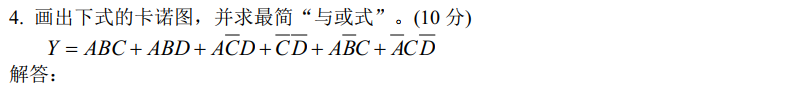 4. 画出下式的卡诺图，并求最简“与或式”。(10 分)
Y = ABC + ABD + AC̅D + C̅D̅ + AB̅C + A̅CD̅
解答：